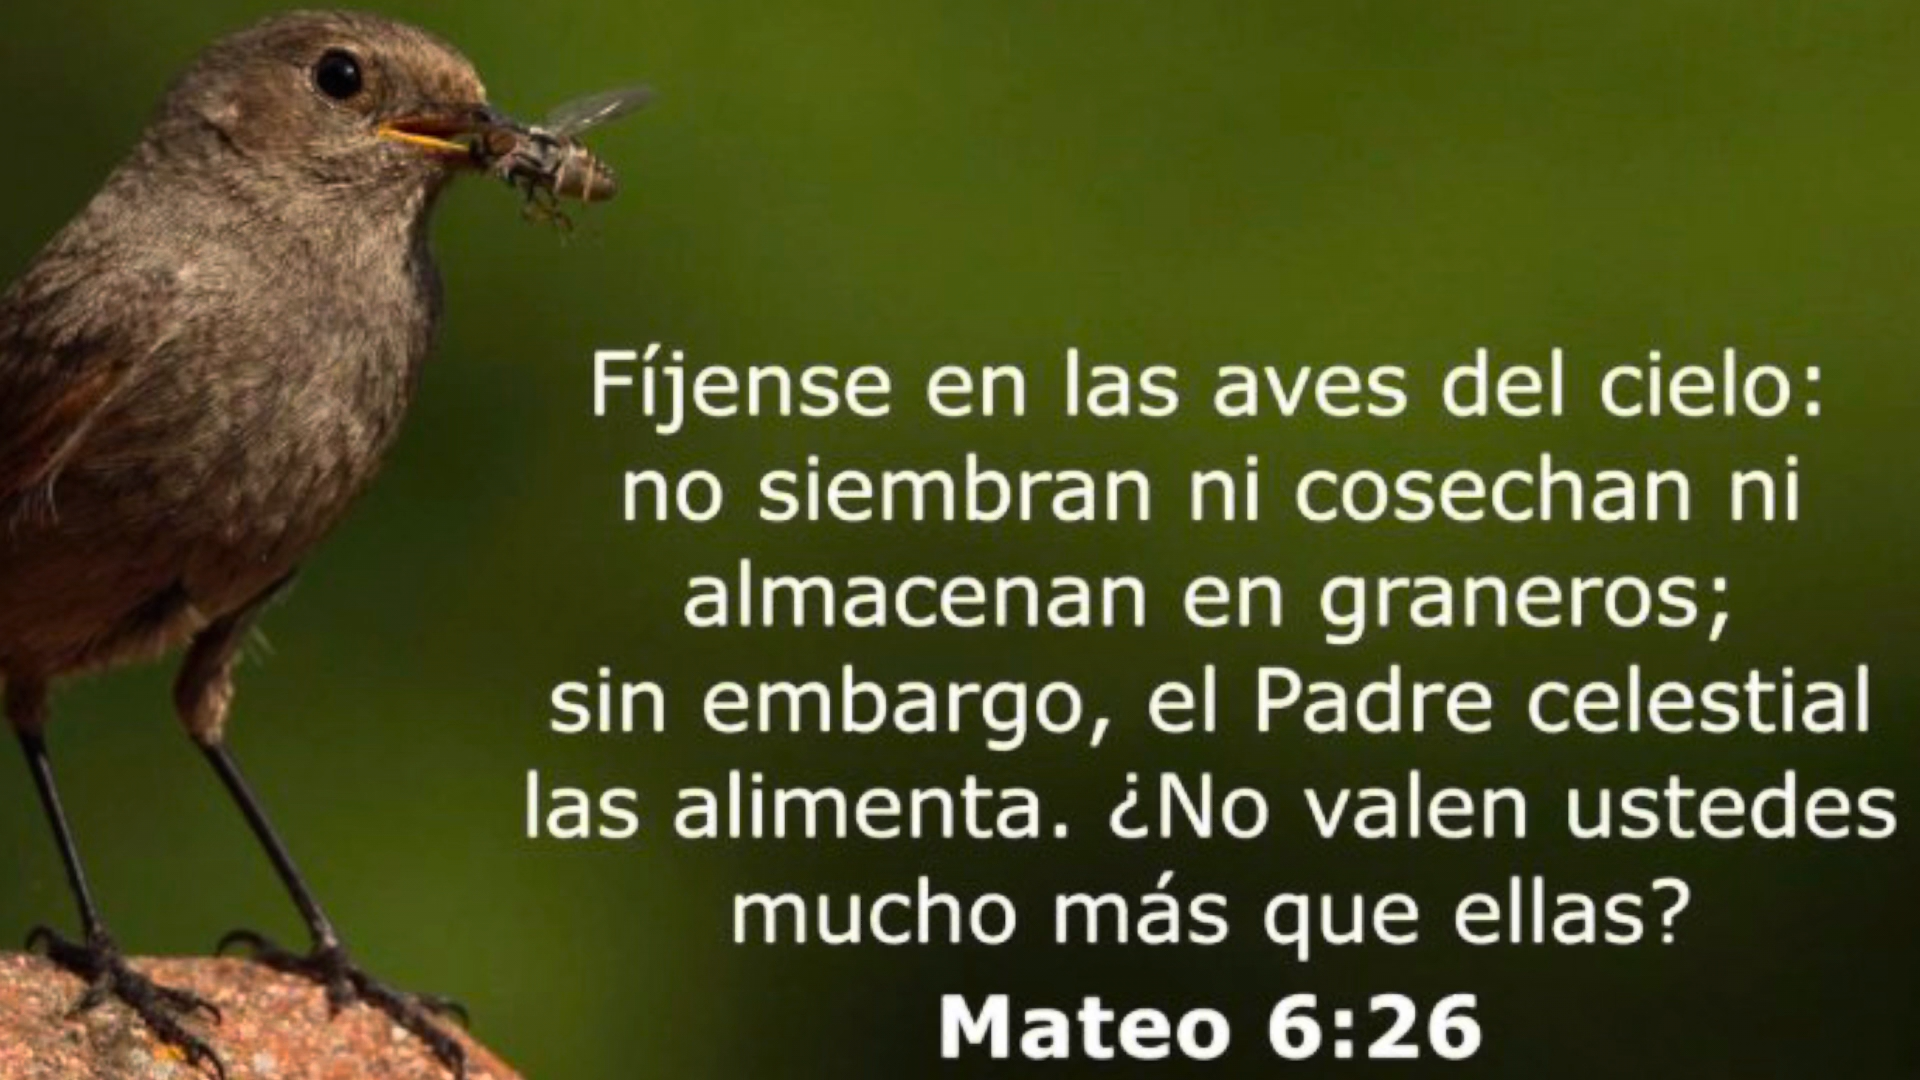 Fíjense en las aves del cielo:
no siembran ni cosechan ni
almacenan en graneros;
sin embargo, el Padre celestial
las alimenta. ¿No valen ustedes
mucho más que ellas?
Mateo 6:26